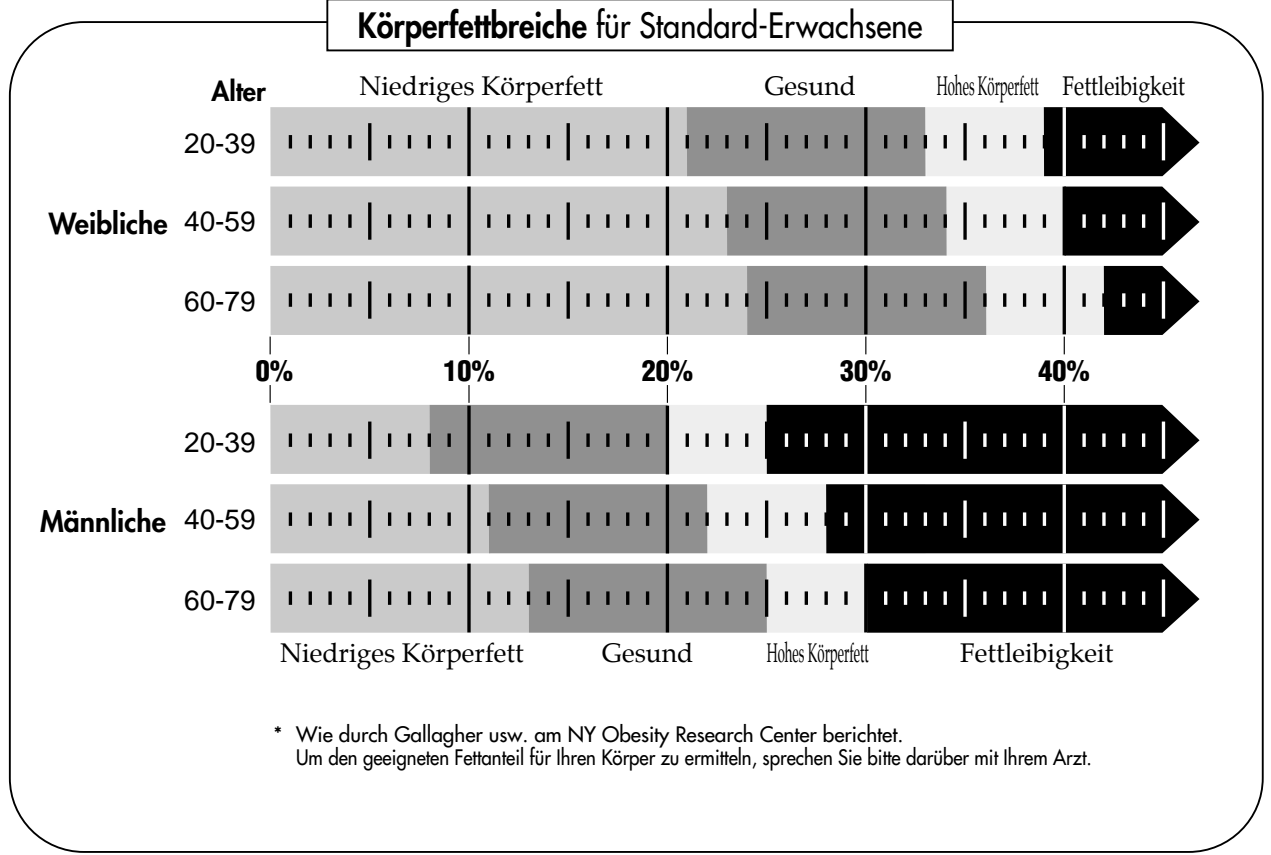 Körperfettbreiche für Standard-Erwachsene
Alter Niedriges Körperfett Gesund Hohes Körperfett Fettleibigkeit
20-39
Weibliche 40-59
60-79
0% 10% 20% 30% 40%
20-39
Männliche 40-59
60-79
Niedriges Körperfett Gesund Hohes Körperfett Fettleibigkeit
* Wie durch Gallagher usw. am NY Obesity Research Center berichtet.
Um den geeigneten Fettanteil für Ihren Körper zu ermitteln, sprechen Sie bitte darüber mit Ihrem Arzt.